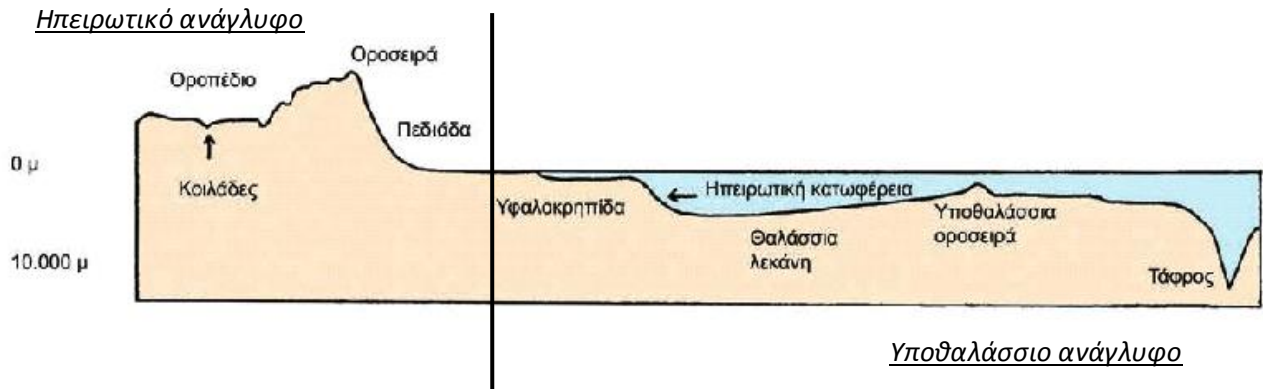 Ηπειρωτικό ανάγλυφο
Οροσειρά
Οροπέδιο
Πεδιάδα
0 μ
Κοιλάδες
Ηπειρωτική κατωφέρεια
Υφαλοκρηπίδα
Υποθαλάσσια
οροσειρά
Θαλάσσια
λεκάνη
10.000 μ
Τάφρος
Υποθαλάσσιο ανάγλυφο